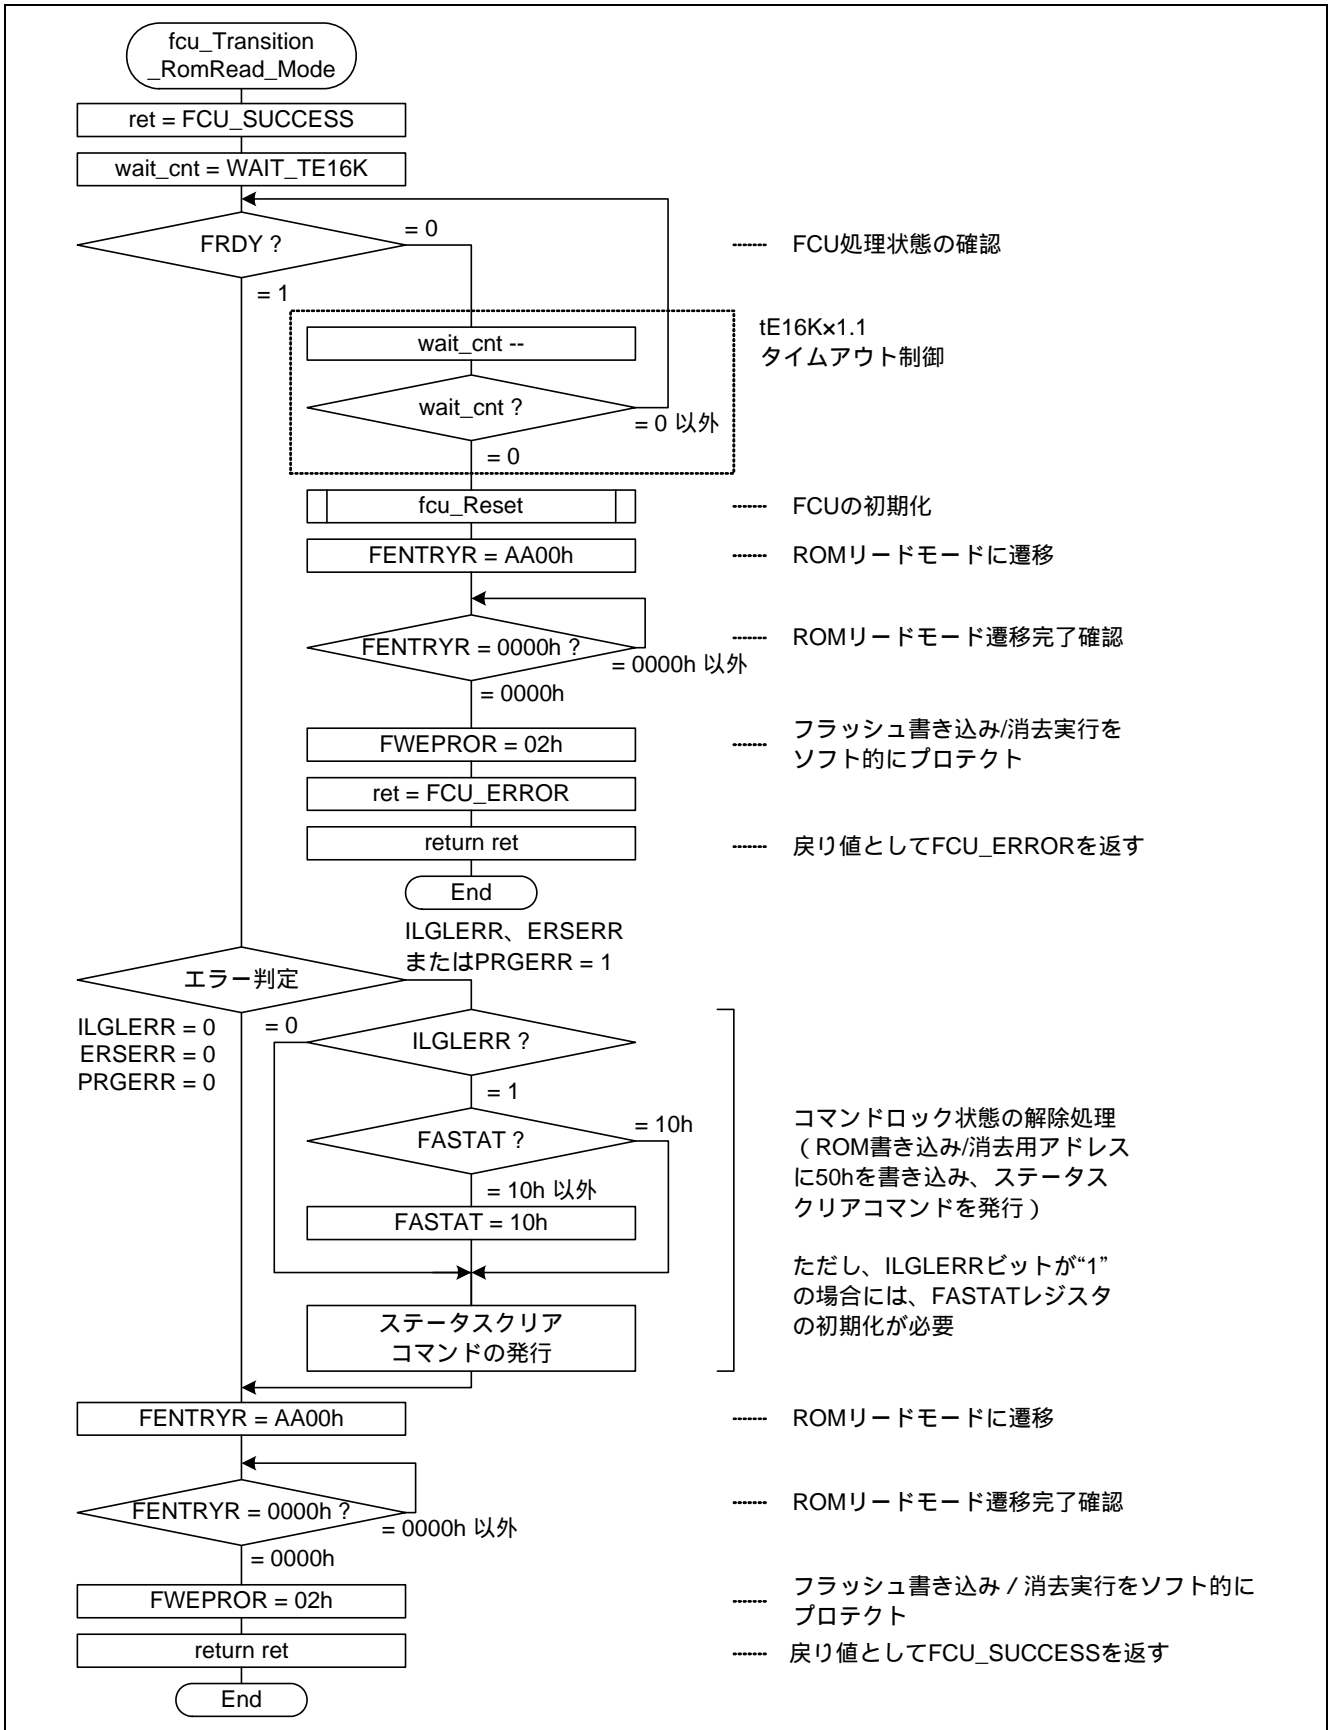 fcu_Transition
_RomRead_Mode
ret = FCU_SUCCESS
wait_cnt = WAIT_TE16K
FRDY ?
= 0
FCU処理状態の確認
= 1
tE16K×1.1
タイムアウト制御
wait_cnt --
wait_cnt ?
= 0 以外
= 0
fcu_Reset
FCUの初期化
FENTRYR = AA00h
ROMリードモードに遷移
FENTRYR = 0000h ?
ROMリードモード遷移完了確認
= 0000h 以外
= 0000h
FWEPROR = 02h
フラッシュ書き込み/消去実行を
ソフト的にプロテクト
ret = FCU_ERROR
return ret
戻り値としてFCU_ERRORを返す
End
ILGLERR、ERSERR
またはPRGERR = 1
エラー判定
ILGLERR = 0
ERSERR = 0
PRGERR = 0
= 0
ILGLERR ?
= 1
FASTAT ?
= 10h
= 10h 以外
FASTAT = 10h
コマンドロック状態の解除処理
（ROM書き込み/消去用アドレス
に50hを書き込み、ステータス
クリアコマンドを発行）
ただし、ILGLERRビットが“1”
の場合には、FASTATレジスタ
の初期化が必要
ステータスクリア
コマンドの発行
FENTRYR = AA00h
ROMリードモードに遷移
FENTRYR = 0000h ?
ROMリードモード遷移完了確認
= 0000h 以外
= 0000h
FWEPROR = 02h
フラッシュ書き込み / 消去実行をソフト的に
プロテクト
return ret
戻り値としてFCU_SUCCESSを返す
End